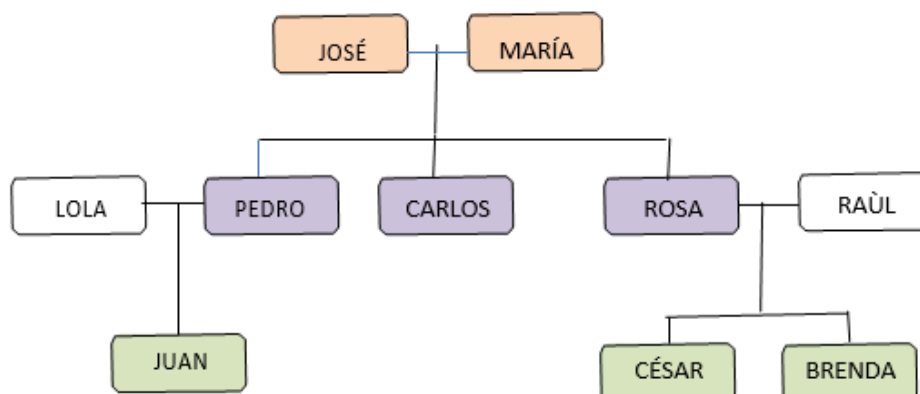 JOSÉ
MARÍA
LOLA
PEDRO
CARLOS
ROSA
RAÙL
JUAN
CÉSAR
BRENDA